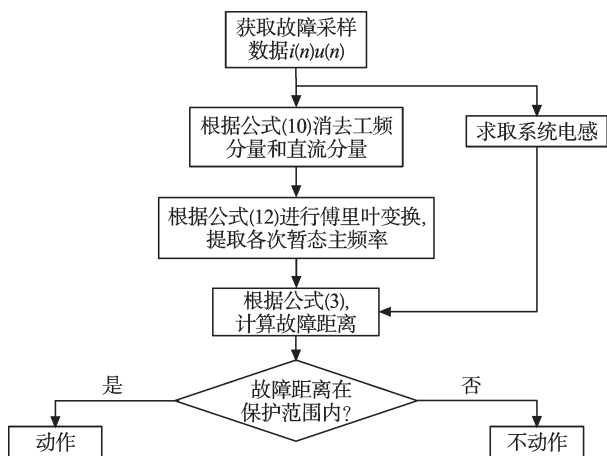 获取故障采样
数据i(n)u(n)
根据公式(10)消去工频
分量和直流分量
求取系统电感
根据公式(12)进行傅里叶变换,
提取各次暂态主频率
根据公式(3),
计算故障距离
故障距离在
保护范围内?
是
否
动作
不动作